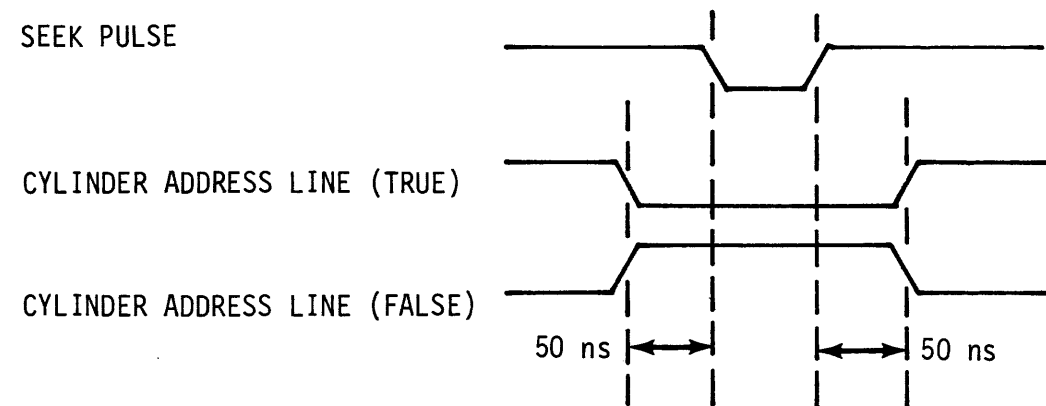 SEEK PULSE
CYLINDER ADDRESS LINE (TRUE)
CYLINDER ADDRESS LINE (FALSE)
50 ns
50 ns